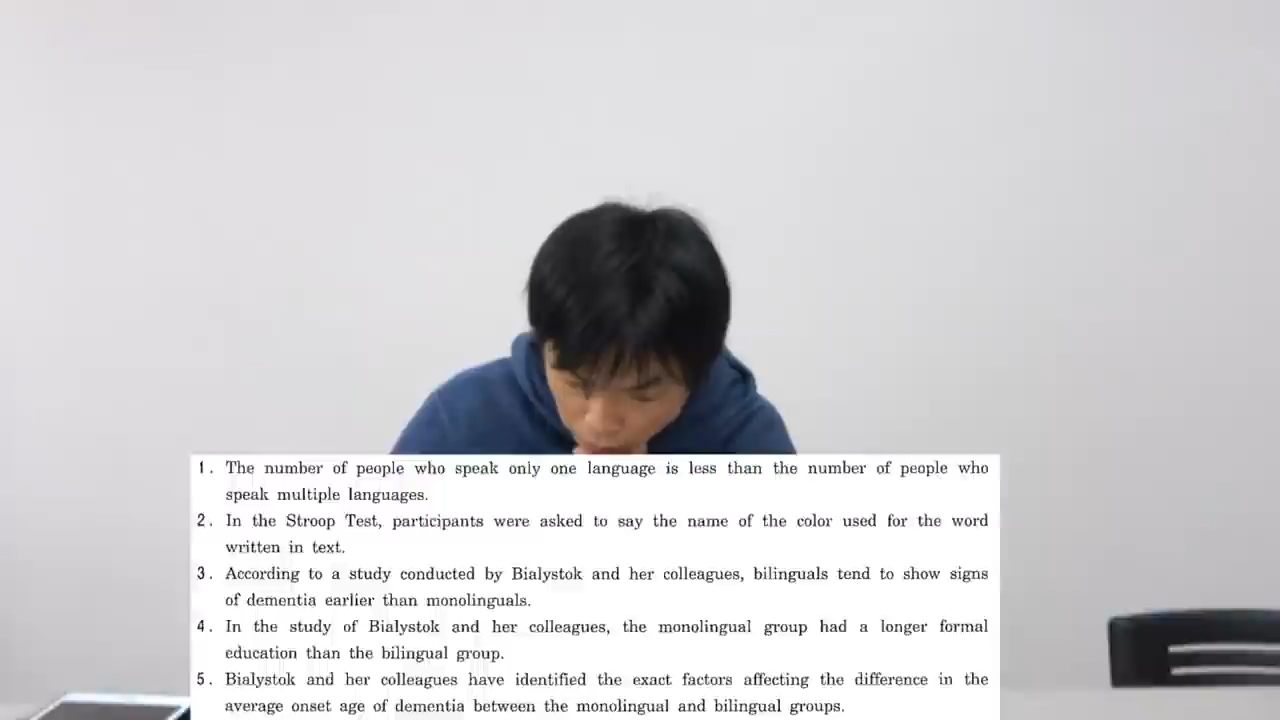 1. The number of people who speak only one language is less than the number of people who
speak multiple languages.
2. In the Stroop Test, participants were asked to say the name of the color used for the word
written in text.
3. According to a study conducted by Bialystok and her colleagues, bilinguals tend to show signs
of dementia earlier than monolinguals.
4. In the study of Bialystok and her colleagues, the monolingual group had a longer formal
education than the bilingual group.
5. Bialystok and her colleagues have identified the exact factors affecting the difference in the
average onset age of dementia between the monolingual and bilingual groups.